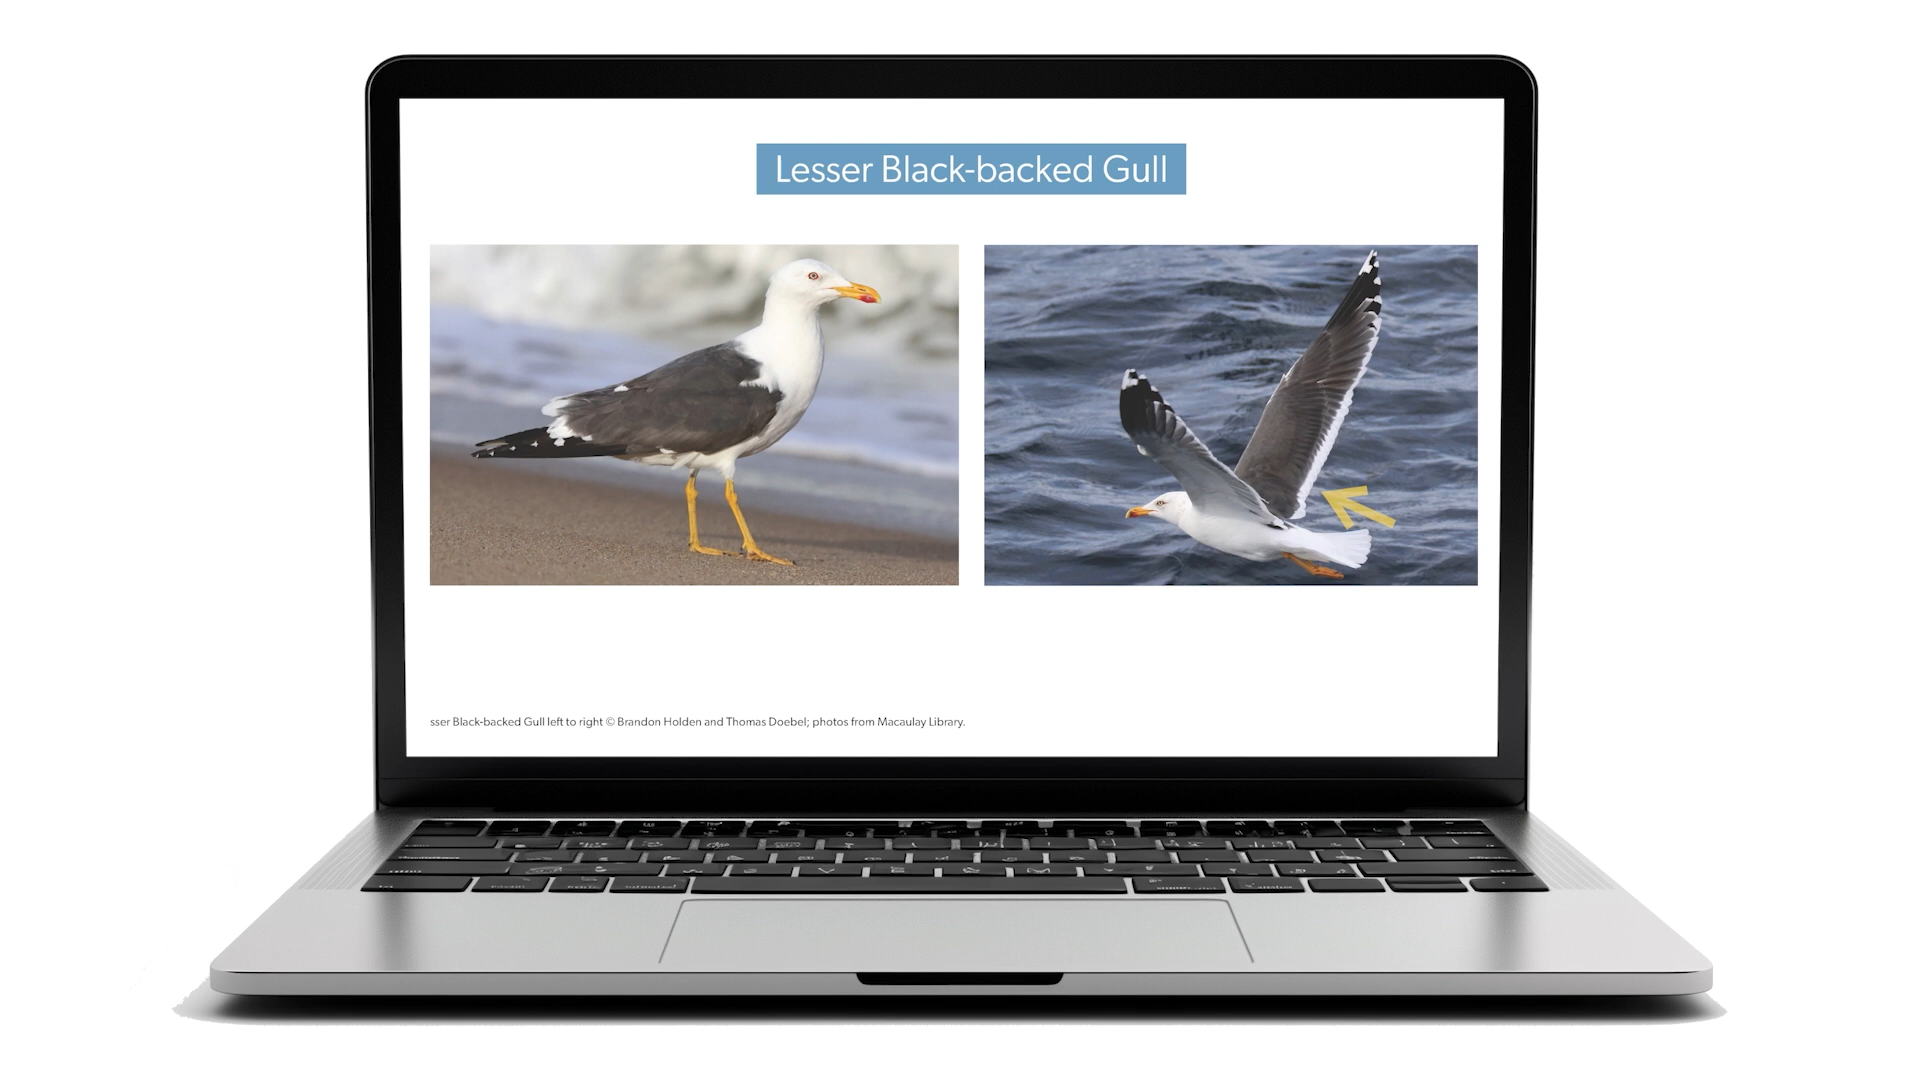 Lesser Black-backed Gull
sser Black-backed Gull left to right © Brandon Holden and Thomas Doebel; photos from Macaulay Library.